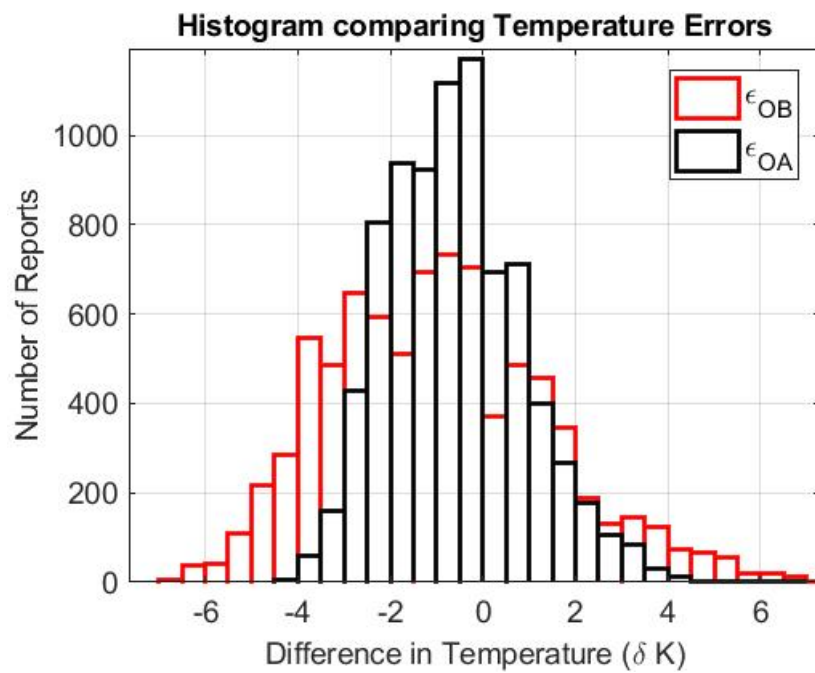 Histogram comparing Temperature Errors
ϵOB
ϵOA
Number of Reports
1000
800
600
400
200
0
-6 -4 -2 0 2 4 6
Difference in Temperature (δ K)